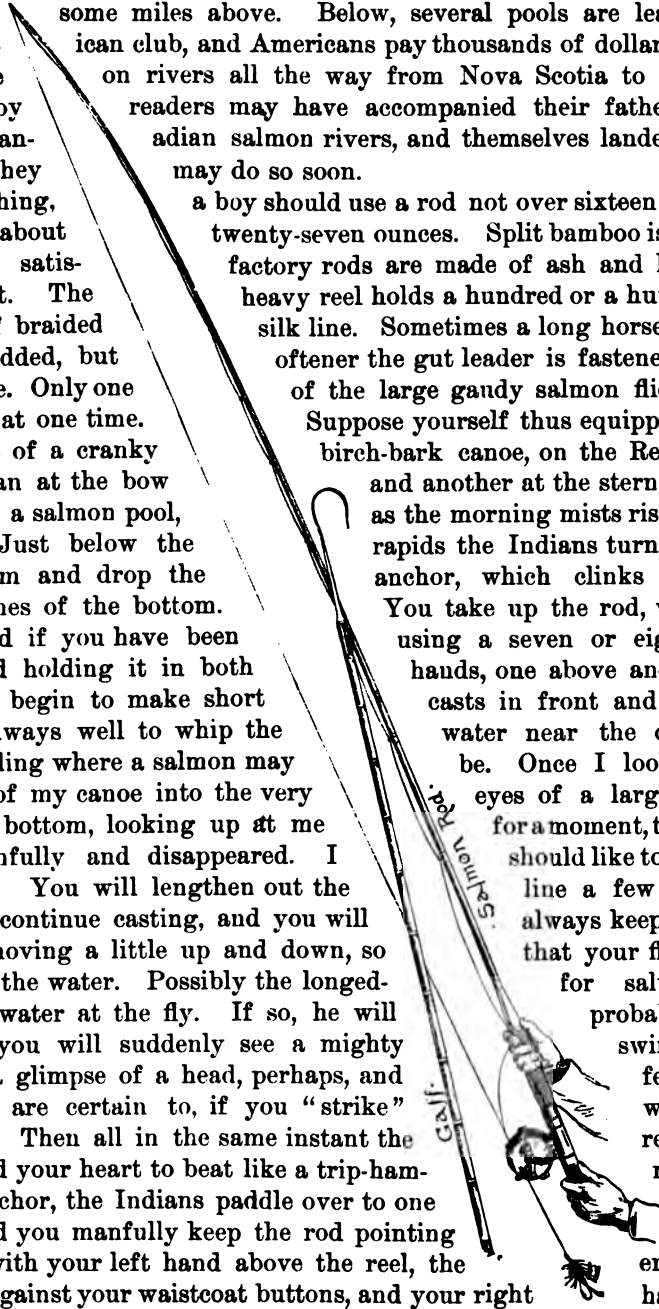 some miles above. Below, several pools are lea
ican club, and Americans pay thousands of dollar
e on rivers all the way from Nova Scotia to
oy readers may have accompanied their fathe
an- adian salmon rivers, and themselves lande
hey may do so soon.
hing, a boy should use a rod not over sixteen
about twenty-seven ounces. Split bamboo is
satis- factory rods are made of ash and l
t. The heavy reel holds a hundred or a hu
f braided silk line. Sometimes a long horse
dded, but oftener the gut leader is fastene
e. Only one of the large gaudy salmon fli
at one time. Suppose yourself thus equipp
of a cranky birch-bark canoe, on the Re
an at the bow and another at the stern
a salmon pool, as the morning mists ris
Just below the rapids the Indians turn
m and drop the anchor, which clinks
nes of the bottom. You take up the rod,
d if you have been using a seven or eig
d holding it in both hands, one above an
begin to make short casts in front and
lways well to whip the water near the
ling where a salmon may be. Once I loo
of my canoe into the very eyes of a larg
bottom, looking up at me for a moment, t
nfully and disappeared. I should like to
You will lengthen out the line a few
continue casting, and you will always keep
noving a little up and down, so that your fl
the water. Possibly the longed- for sal
water at the fly. If so, he will proba
you will suddenly see a mighty swi
glimpse of a head, perhaps, and fe
are certain to, if you "strike" w
Then all in the same instant the re
d your heart to beat like a trip-ham-
chor, the Indians paddle over to one
d you manfully keep the rod pointing
with your left hand above the reel, the en
gainst your waistcoat buttons, and your right ha
Salmon Rod.
Gaff.